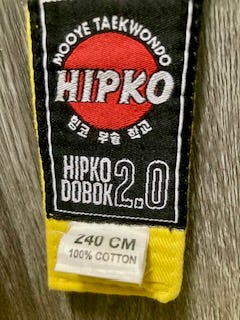 MOOYE TAEKWONDO
HIPKO
힙코 무술 학교
HIPKO
DOBOK 2.0
240 CM
100% COTTON